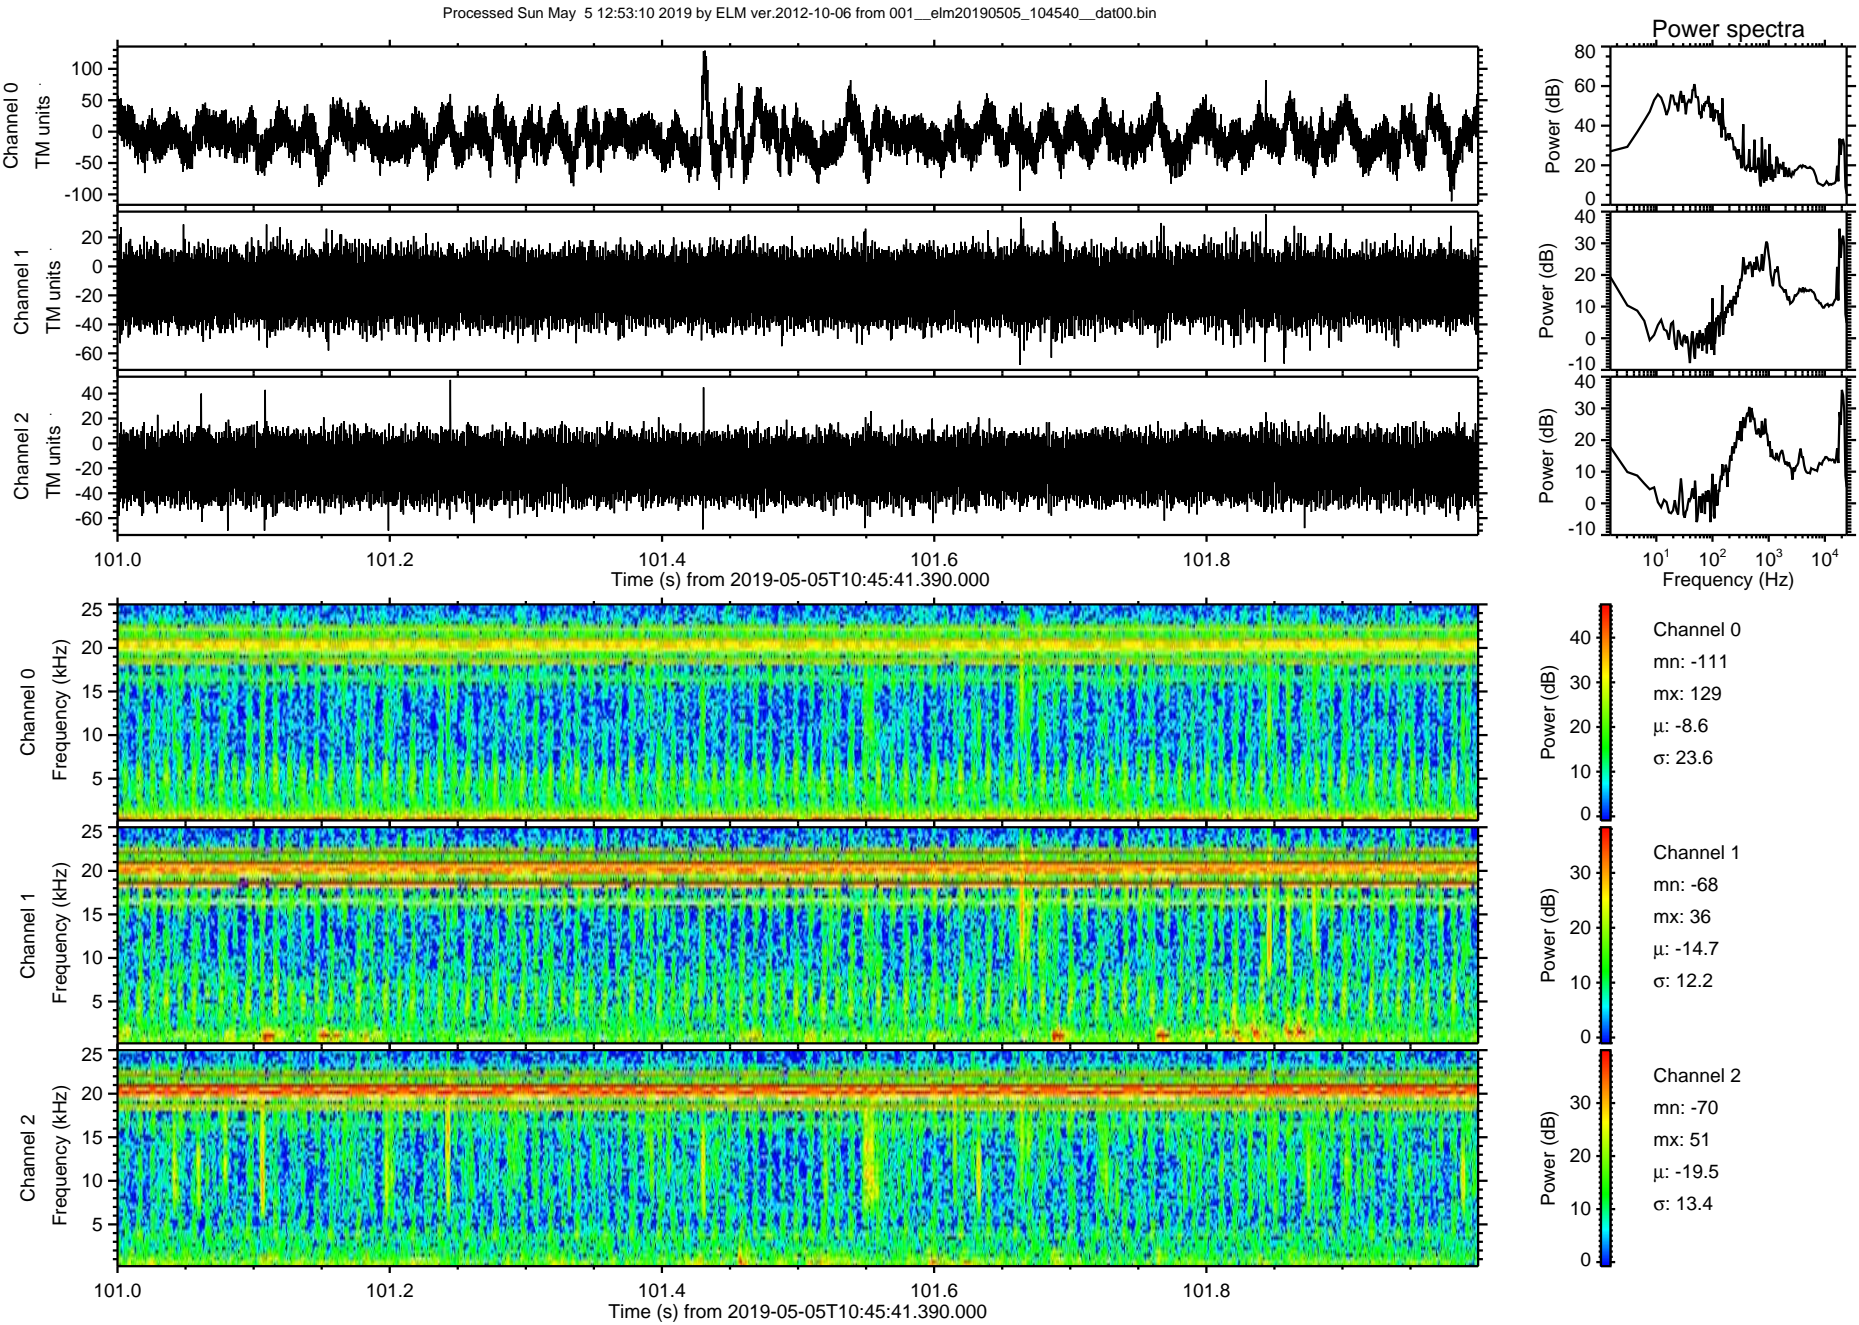 Processed Sun May  5 12:53:10 2019 by ELM ver.2012-10-06 from 001__elm20190505_104540__dat00.bin
Power spectra
Channel 0
TM units
100
50
0
-50
-100
Power (dB)
80
60
40
20
0
Channel 1
TM units
20
0
-20
-40
-60
Power (dB)
40
30
20
10
0
-10
Channel 2
TM units
40
20
0
-20
-40
-60
Power (dB)
40
30
20
10
0
-10
101.0 101.2 101.4 101.6 101.8
Time (s) from 2019-05-05T10:45:41.390.000
10^1 10^2 10^3 10^4
Frequency (Hz)
Channel 0
Frequency (kHz)
25
20
15
10
5
Power (dB)
40
30
20
10
0
Channel 0
mn: -111
mx: 129
μ: -8.6
σ: 23.6
Channel 1
Frequency (kHz)
25
20
15
10
5
Power (dB)
30
20
10
0
Channel 1
mn: -68
mx: 36
μ: -14.7
σ: 12.2
Channel 2
Frequency (kHz)
25
20
15
10
5
Power (dB)
30
20
10
0
Channel 2
mn: -70
mx: 51
μ: -19.5
σ: 13.4
101.0 101.2 101.4 101.6 101.8
Time (s) from 2019-05-05T10:45:41.390.000